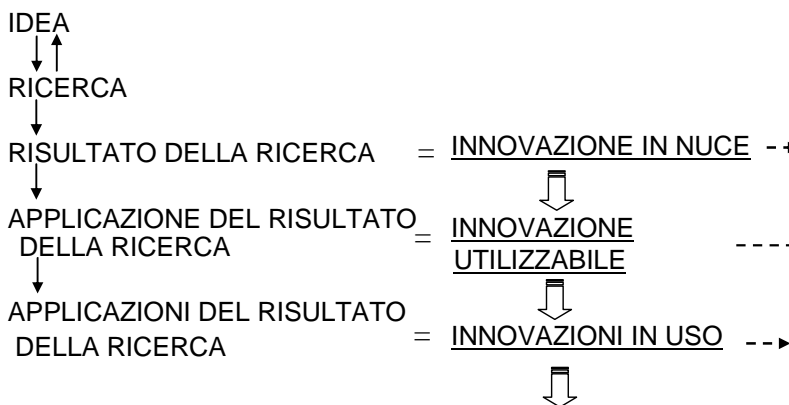 IDEA
RICERCA
RISULTATO DELLA RICERCA = INNOVAZIONE IN NUCE
APPLICAZIONE DEL RISULTATO
DELLA RICERCA = INNOVAZIONE
UTILIZZABILE
APPLICAZIONI DEL RISULTATO
DELLA RICERCA = INNOVAZIONI IN USO